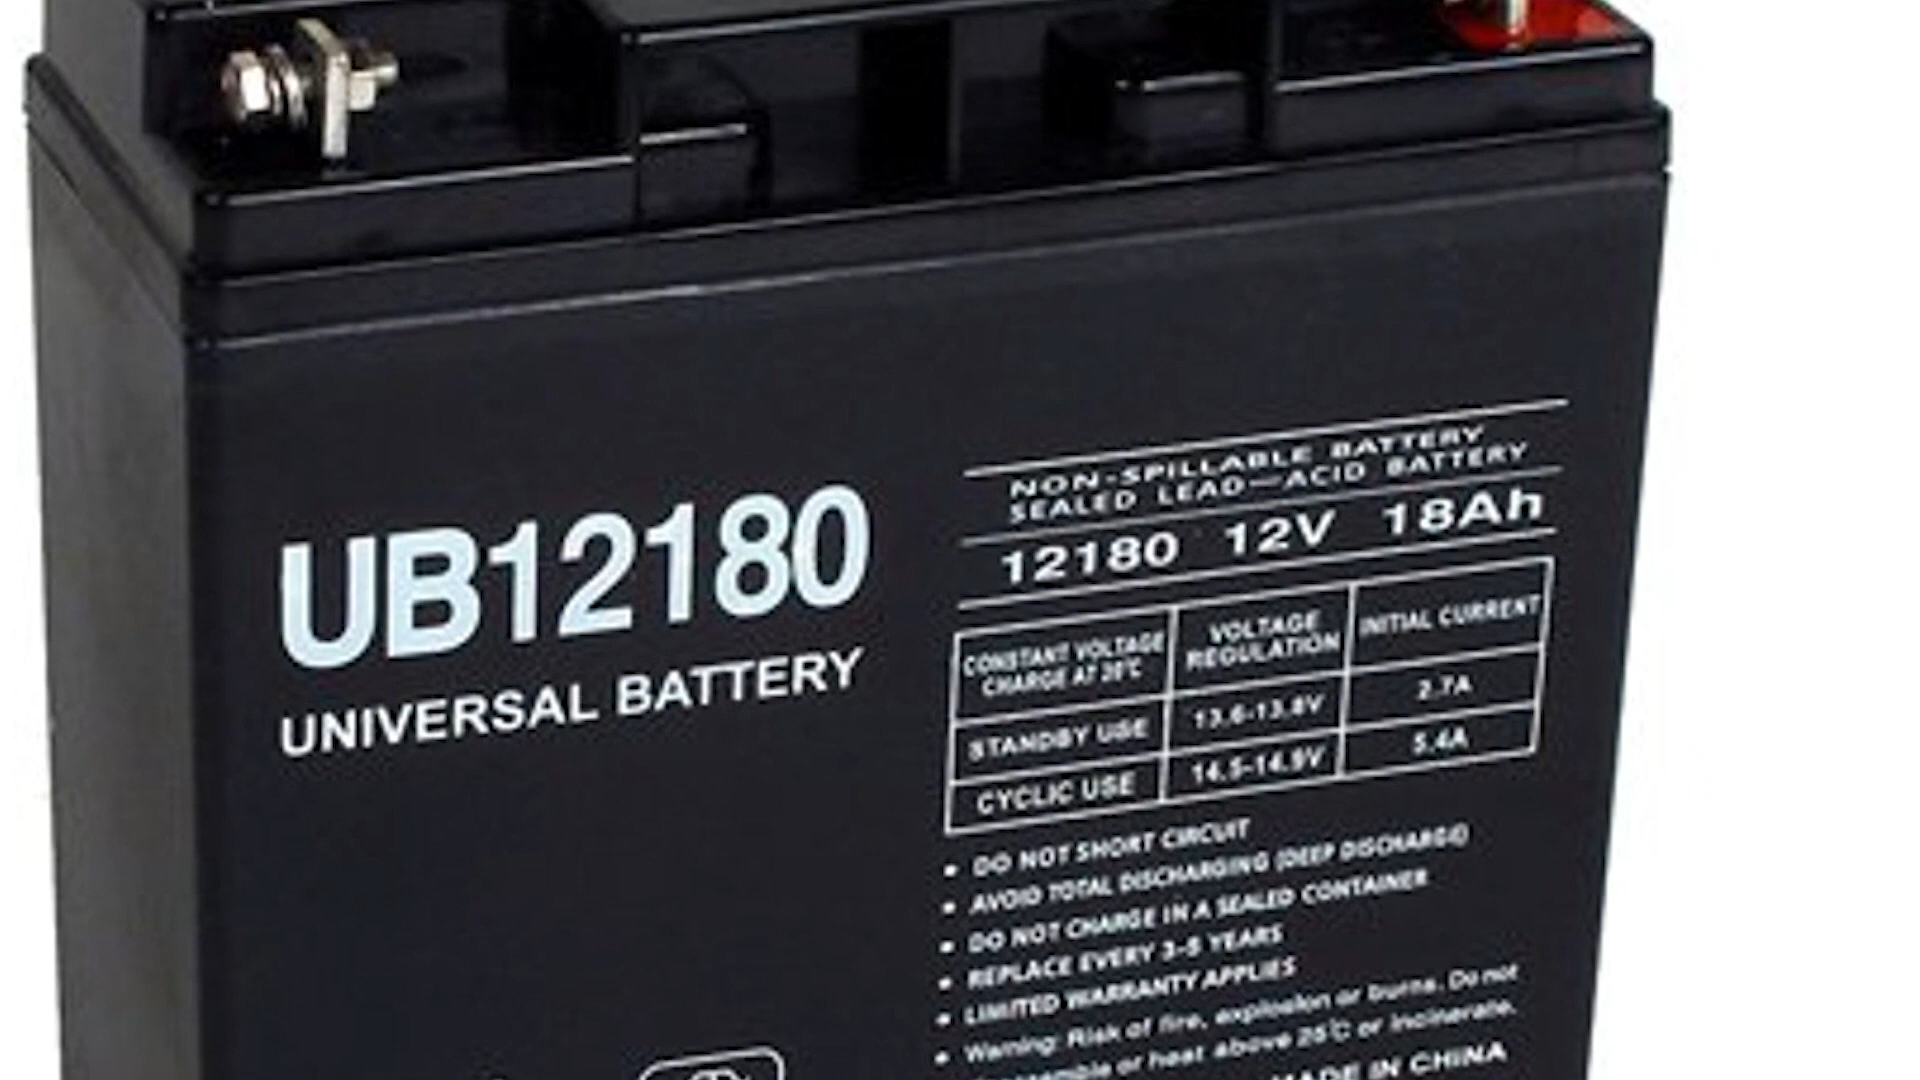 UB12180
UNIVERSAL BATTERY
NON-SPILLABLE BATTERY
SEALED LEAD-ACID BATTERY
12180 12V 18Ah
CONSTANT VOLTAGE
CHARGE AT
VOLTAGE
REGULATION
INITIAL CURRENT
STANDBY USE 13.6-13.8V 2.7A
CYCLIC USE 14.5-14.9V 5.4A
• DO NOT SHORT CIRCUIT
• AVOID TOTAL DISCHARGING (DEEP DISCHARGE)
• DO NOT CHARGE IN A SEALED CONTAINER
• REPLACE EVERY 3-5 YEARS
• LIMITED WARRANTY APPLIES
• Warning: Risk of fire, explosion or burns. Do not
or heat above or incinerate.
MADE IN CHINA